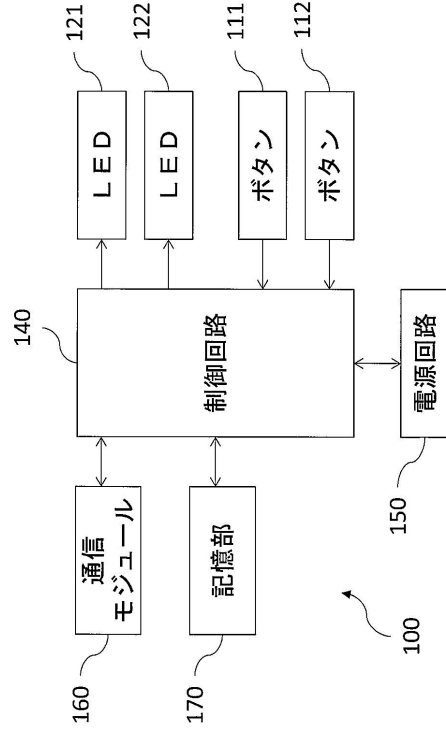 140
160
通信
モジュール
LED
121
LED
122
170
記憶部
制御回路
ボタン
111
ボタン
112
100
150
電源回路